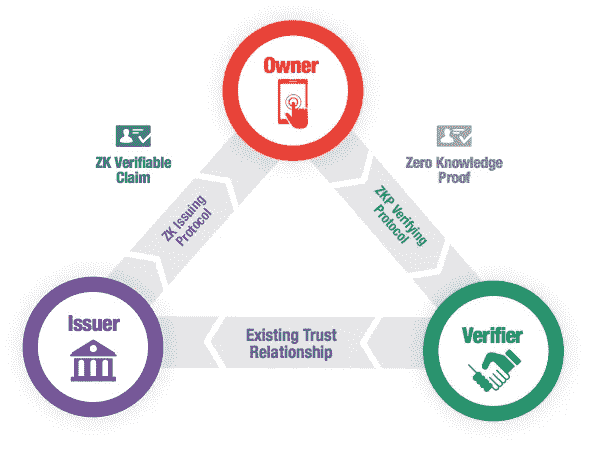 Owner
ZK Verifiable
Claim
Zero Knowledge
Proof
ZK Issuing
Protocol
ZKP Verifying
Protocol
Issuer
Existing Trust
Relationship
Verifier